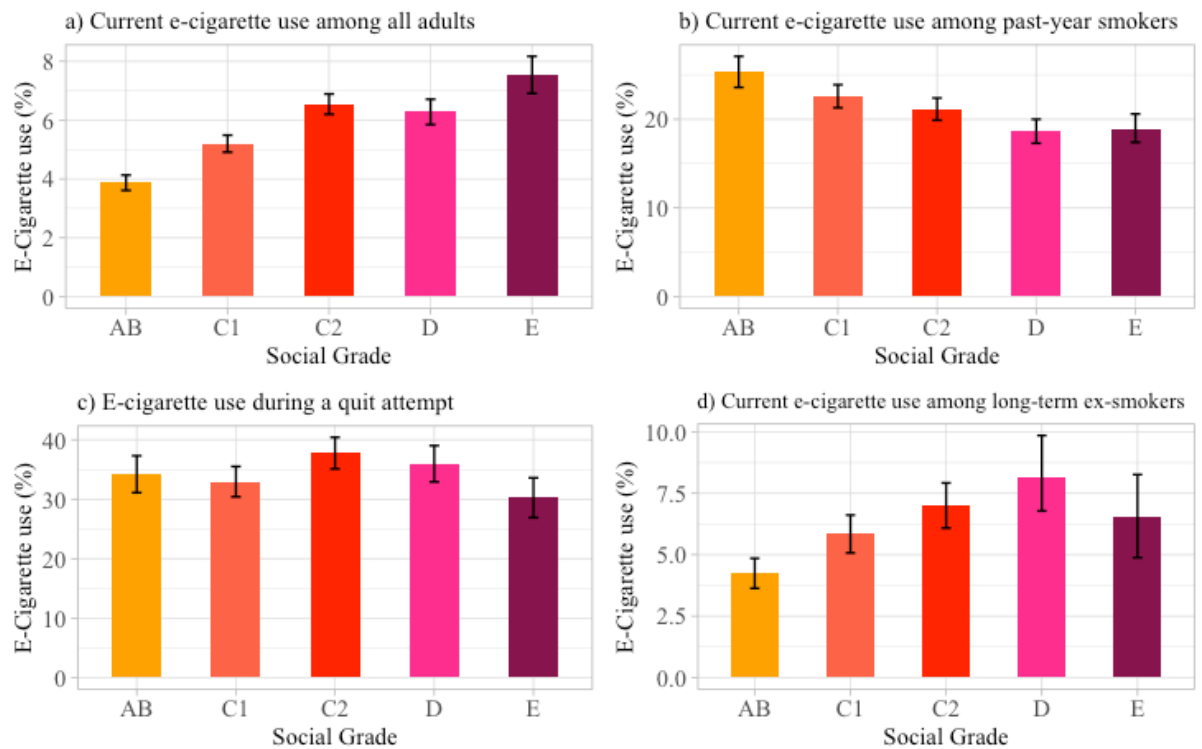 a) Current e-cigarette use among all adults
E-Cigarette use (%)
8
6
4
2
0
AB C1 C2 D E
Social Grade
b) Current e-cigarette use among past-year smokers
E-Cigarette use (%)
20
10
0
AB C1 C2 D E
Social Grade
c) E-cigarette use during a quit attempt
E-Cigarette use (%)
40
30
20
10
0
AB C1 C2 D E
Social Grade
d) Current e-cigarette use among long-term ex-smokers
E-Cigarette use (%)
10.0
7.5
5.0
2.5
0.0
AB C1 C2 D E
Social Grade